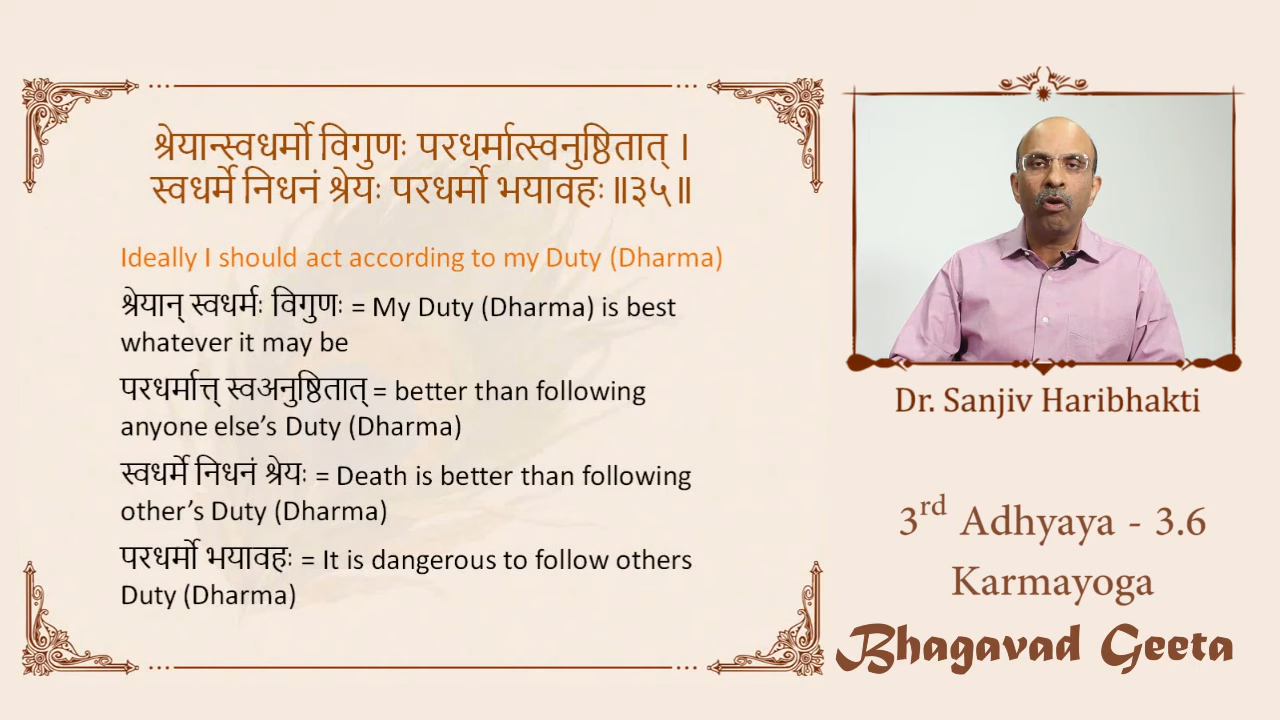 श्रेयान्स्वधर्मो विगुणः परधर्मात्स्वनुष्ठितात् ।
स्वधर्मे निधनं श्रेयः परधर्मो भयावहः ॥३५॥
Ideally I should act according to my Duty (Dharma)
श्रेयान् स्वधर्मः विगुणः = My Duty (Dharma) is best
whatever it may be
परधर्मात्त् स्वअनुष्ठितात् = better than following
anyone else’s Duty (Dharma)
स्वधर्मे निधनं श्रेयः = Death is better than following
other’s Duty (Dharma)
परधर्मो भयावहः = It is dangerous to follow others
Duty (Dharma)
Dr. Sanjiv Haribhakti
3rd Adhyaya - 3.6
Karmayoga
Bhagavad Geeta